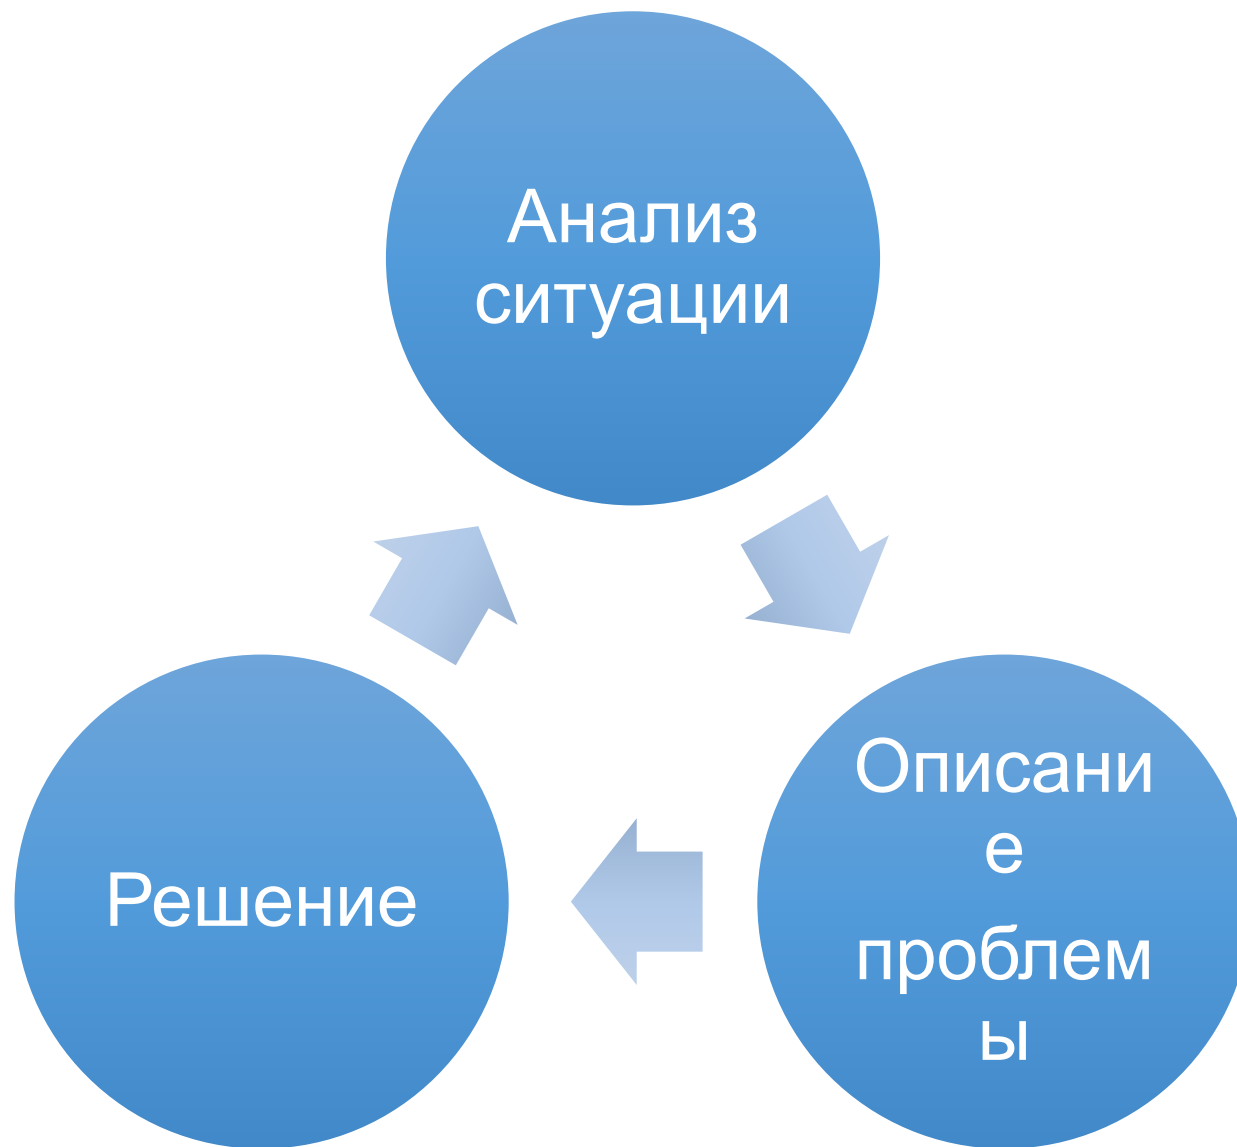 Анализ
ситуации
Описани
е
проблем
ы
Решение